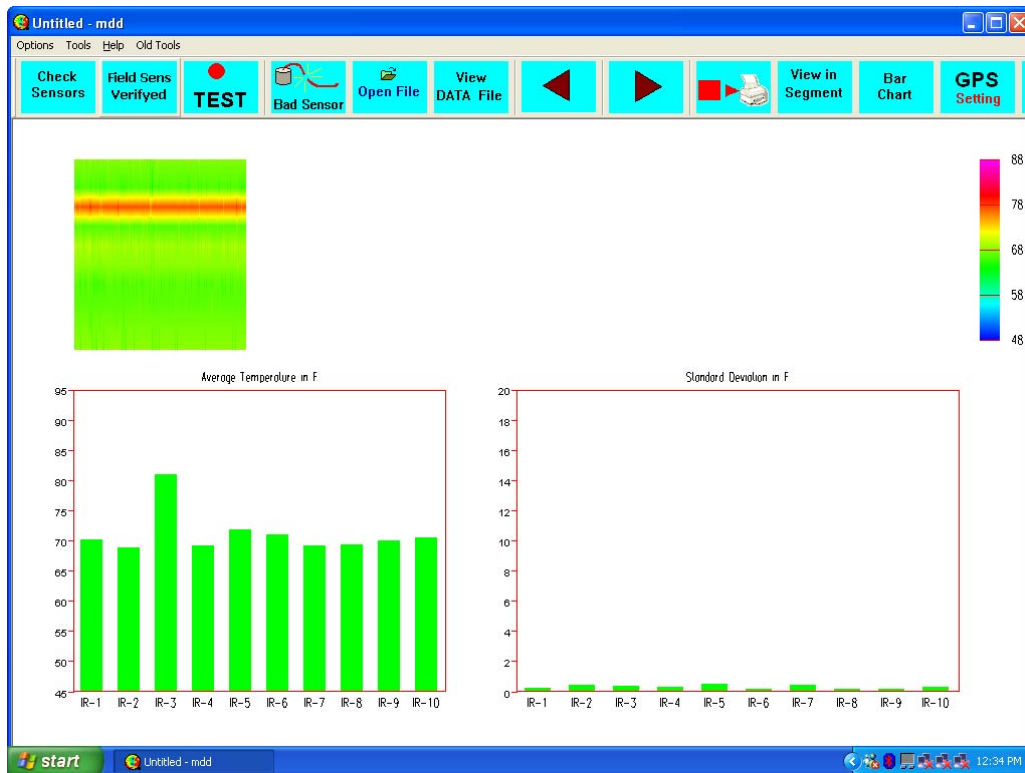 Untitled - mdd
Options Tools Help Old Tools
Check
Sensors
Field Sens
Verifyed
TEST
Bad Sensor
Open File
View
DATA File
View in
Segment
Bar
Chart
GPS
Setting
88
78
68
58
48
Average Temperature in F
95
90
85
80
75
70
65
60
55
50
45
IR-1 IR-2 IR-3 IR-4 IR-5 IR-6 IR-7 IR-8 IR-9 IR-10
Standard Deviation in F
20
18
16
14
12
10
8
6
4
2
0
IR-1 IR-2 IR-3 IR-4 IR-5 IR-6 IR-7 IR-8 IR-9 IR-10
start Untitled - mdd 12:34 PM